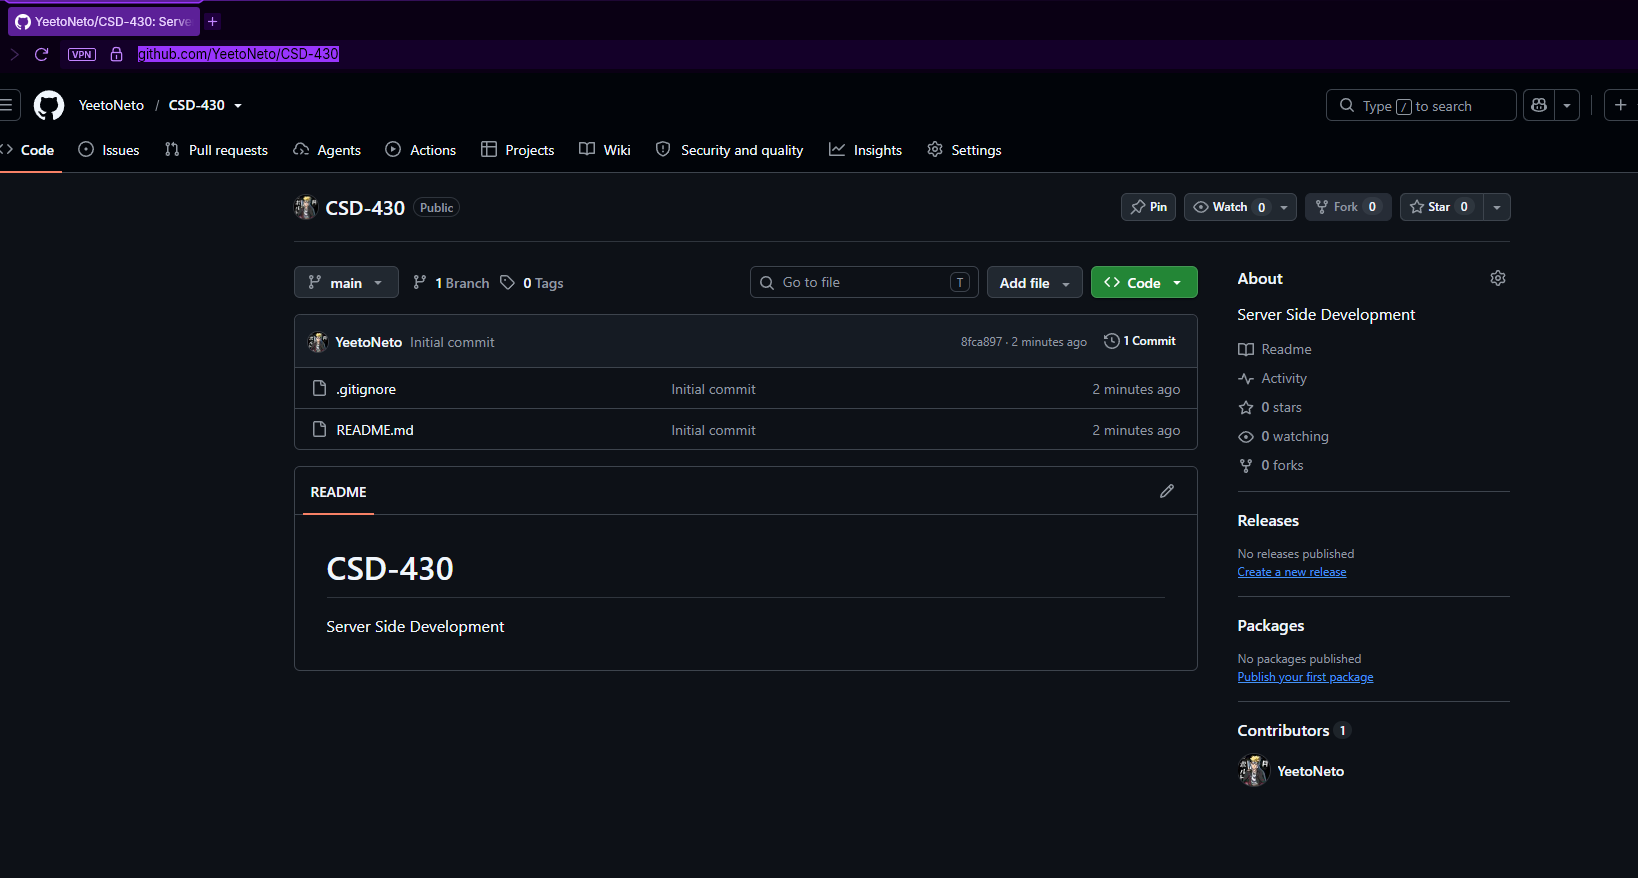 YeetoNeto/CSD-430: Serve
VPN github.com/YeetoNeto/CSD-430
YeetoNeto / CSD-430
Type / to search
Code Issues Pull requests Agents Actions Projects Wiki Security and quality Insights Settings
CSD-430 Public
Pin Watch 0 Fork 0 Star 0
main 1 Branch 0 Tags Go to file T Add file Code
YeetoNeto Initial commit 8fca897 · 2 minutes ago 1 Commit
.gitignore Initial commit 2 minutes ago
README.md Initial commit 2 minutes ago
README
CSD-430
Server Side Development
About
Server Side Development
Readme
Activity
0 stars
0 watching
0 forks
Releases
No releases published
Create a new release
Packages
No packages published
Publish your first package
Contributors 1
YeetoNeto